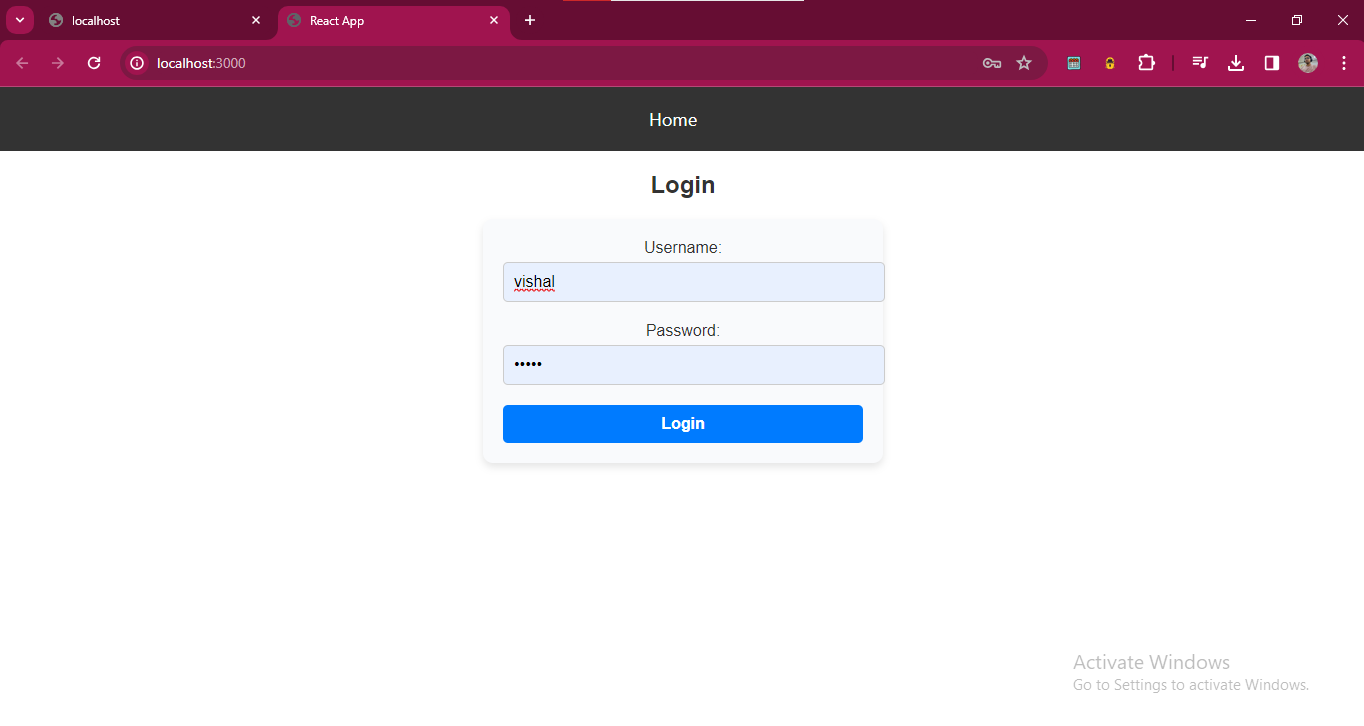 localhost
React App
localhost:3000
Home
Login
Username:
vishal
Password:
•••••
Login
Activate Windows
Go to Settings to activate Windows.